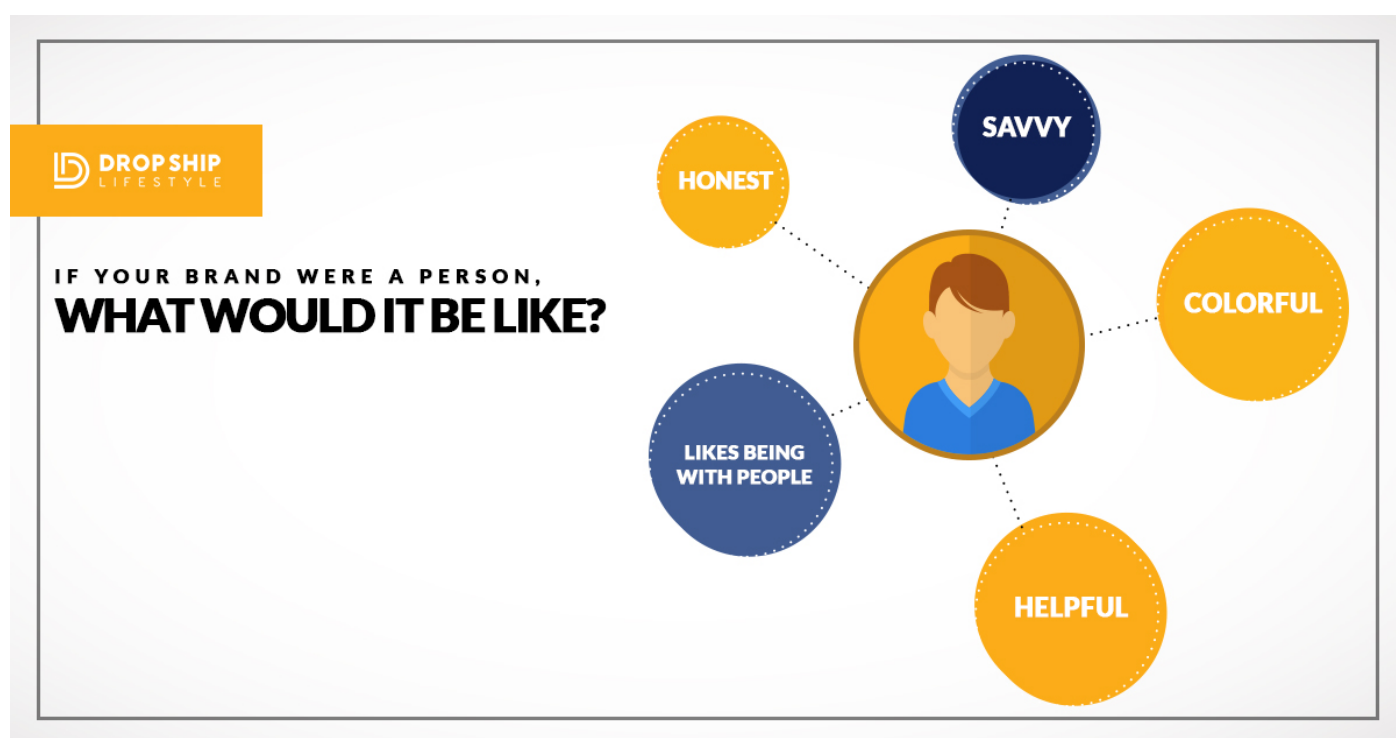 DROP SHIP
LIFESTYLE
IF YOUR BRAND WERE A PERSON,
WHAT WOULD IT BE LIKE?
HONEST
SAVVY
COLORFUL
LIKES BEING
WITH PEOPLE
HELPFUL